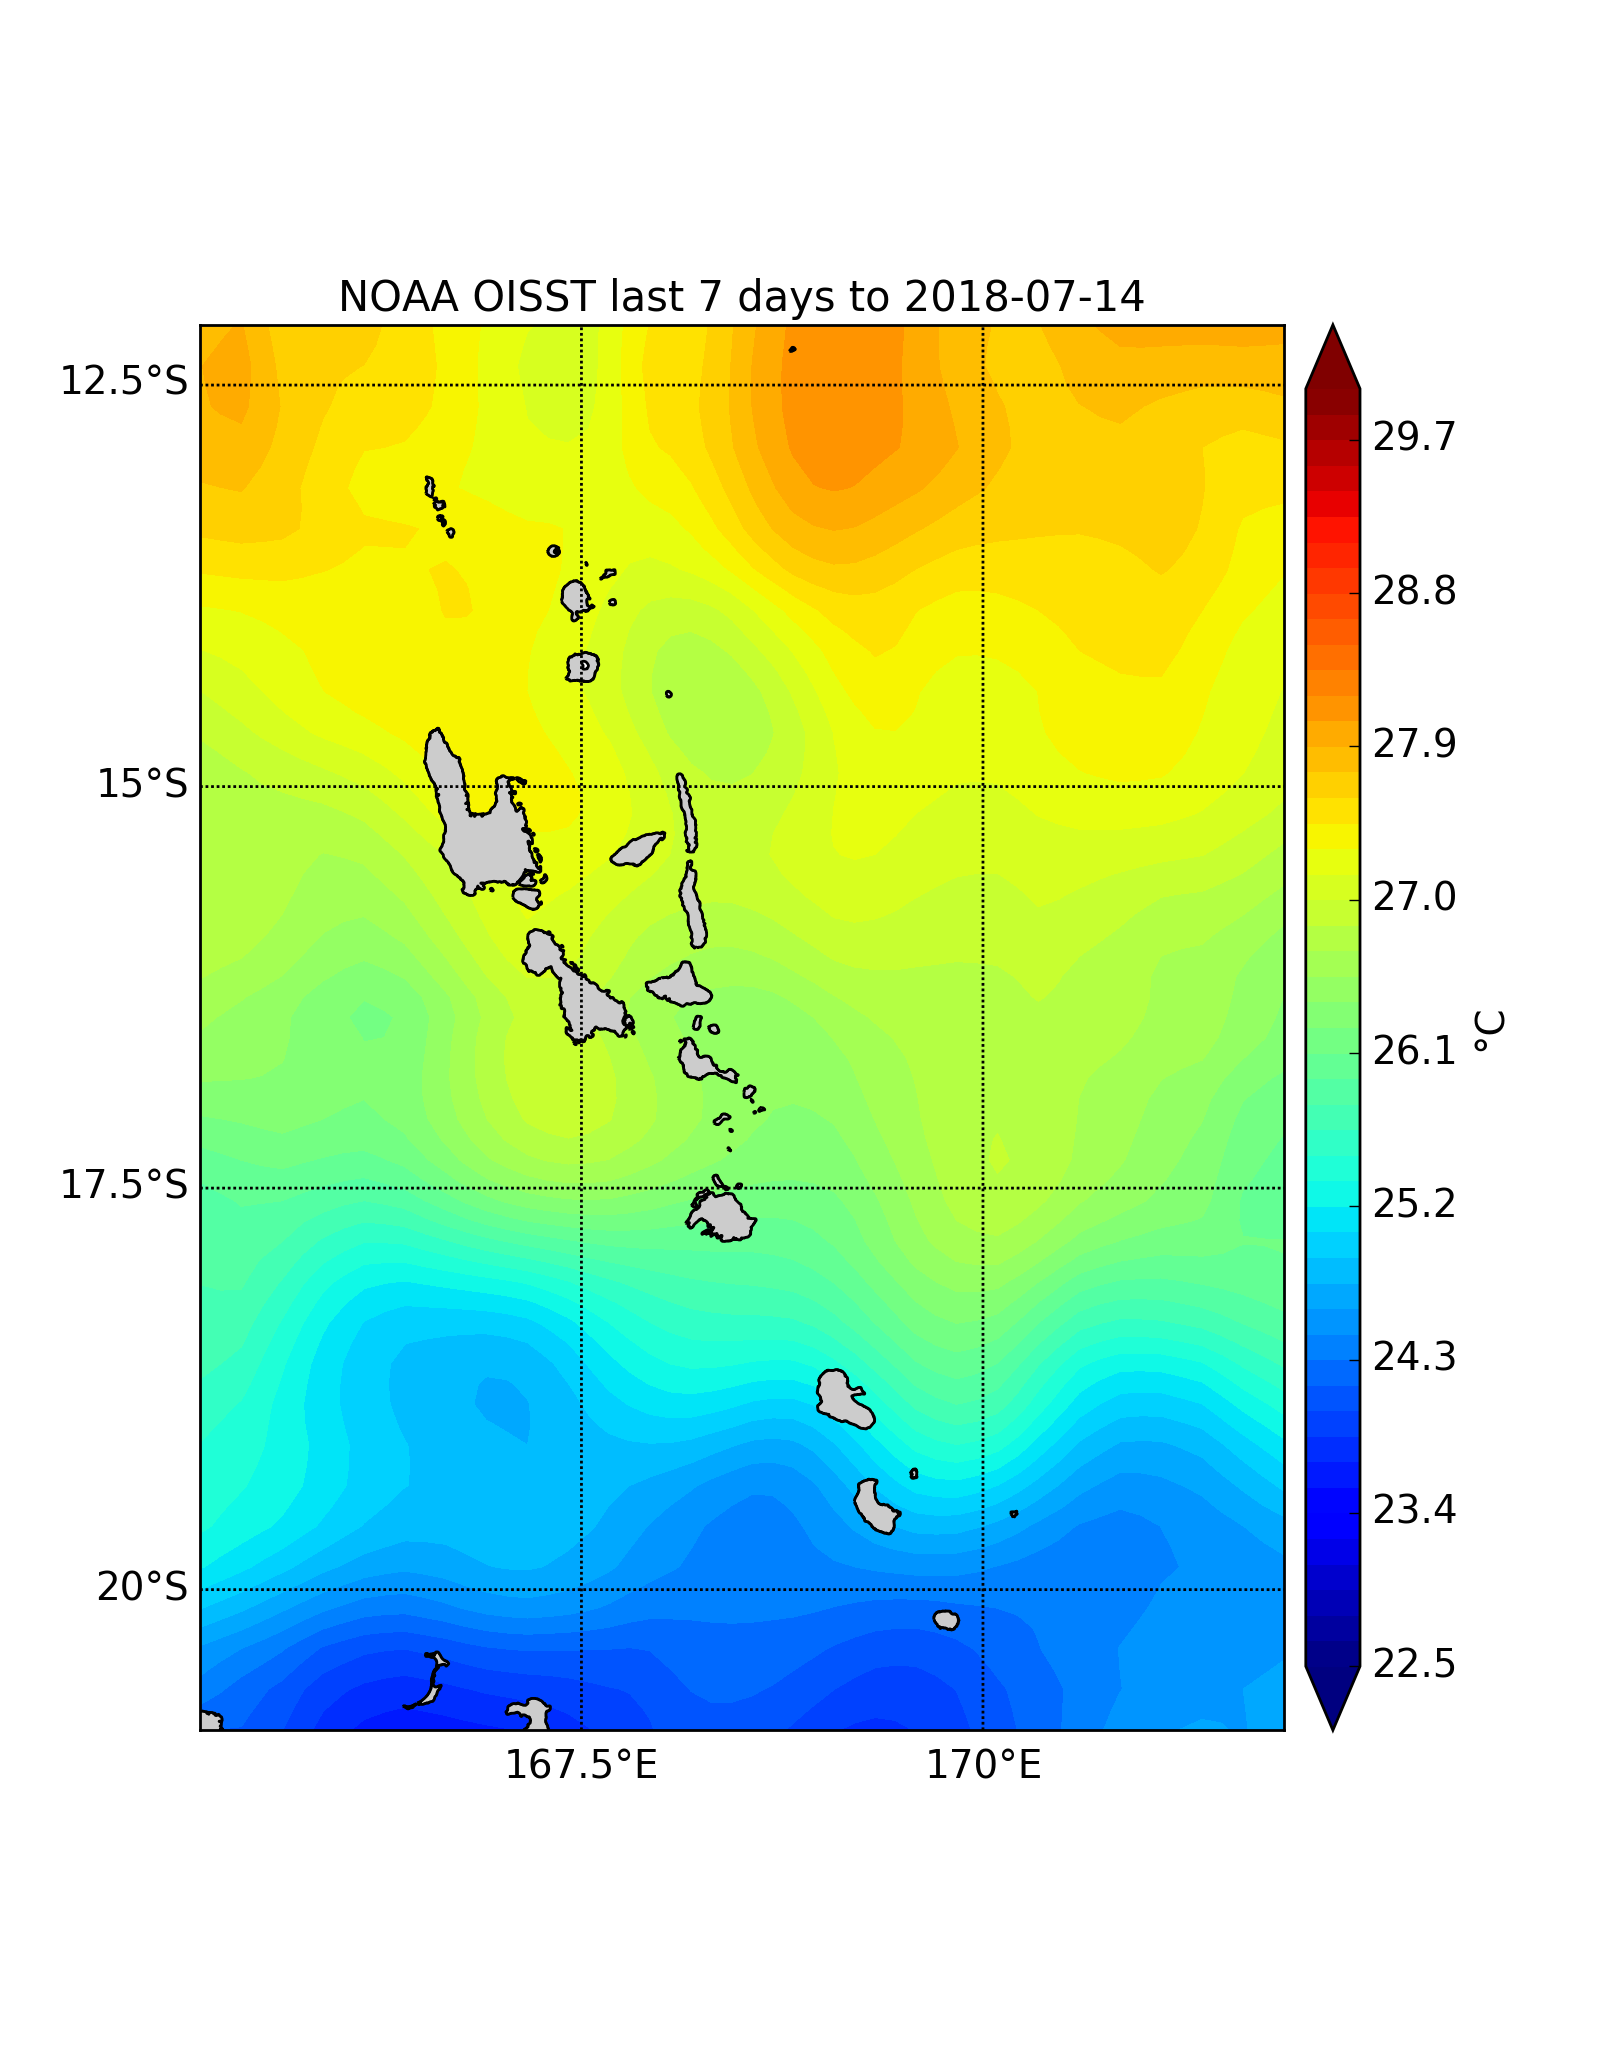 NOAA OISST last 7 days to 2018-07-14
12.5°S
15°S
17.5°S
20°S
167.5°E
170°E
29.7
28.8
27.9
27.0
26.1
25.2
24.3
23.4
22.5
°C